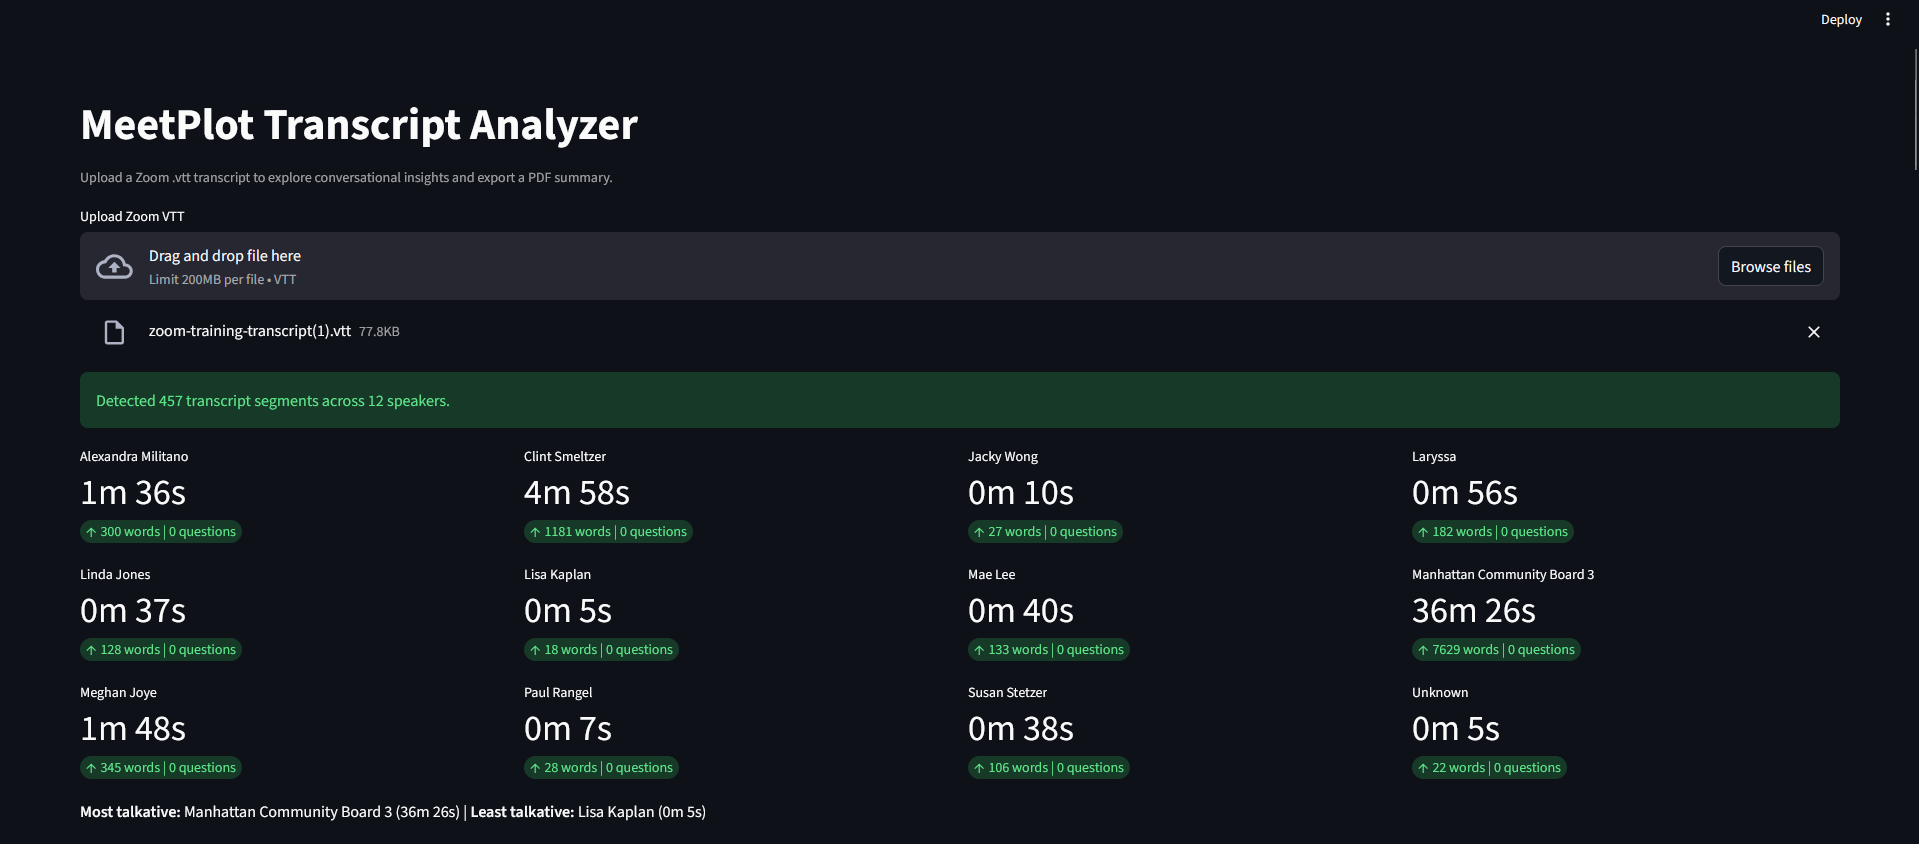 Deploy
MeetPlot Transcript Analyzer
Upload a Zoom .vtt transcript to explore conversational insights and export a PDF summary.
Upload Zoom VTT
Drag and drop file here
Limit 200MB per file • VTT
Browse files
zoom-training-transcript(1).vtt 77.8KB
Detected 457 transcript segments across 12 speakers.
Alexandra Militano
1m 36s
↑ 300 words | 0 questions
Clint Smeltzer
4m 58s
↑ 1181 words | 0 questions
Jacky Wong
0m 10s
↑ 27 words | 0 questions
Laryssa
0m 56s
↑ 182 words | 0 questions
Linda Jones
0m 37s
↑ 128 words | 0 questions
Lisa Kaplan
0m 5s
↑ 18 words | 0 questions
Mae Lee
0m 40s
↑ 133 words | 0 questions
Manhattan Community Board 3
36m 26s
↑ 7629 words | 0 questions
Meghan Joye
1m 48s
↑ 345 words | 0 questions
Paul Rangel
0m 7s
↑ 28 words | 0 questions
Susan Stetzer
0m 38s
↑ 106 words | 0 questions
Unknown
0m 5s
↑ 22 words | 0 questions
Most talkative: Manhattan Community Board 3 (36m 26s) | Least talkative: Lisa Kaplan (0m 5s)